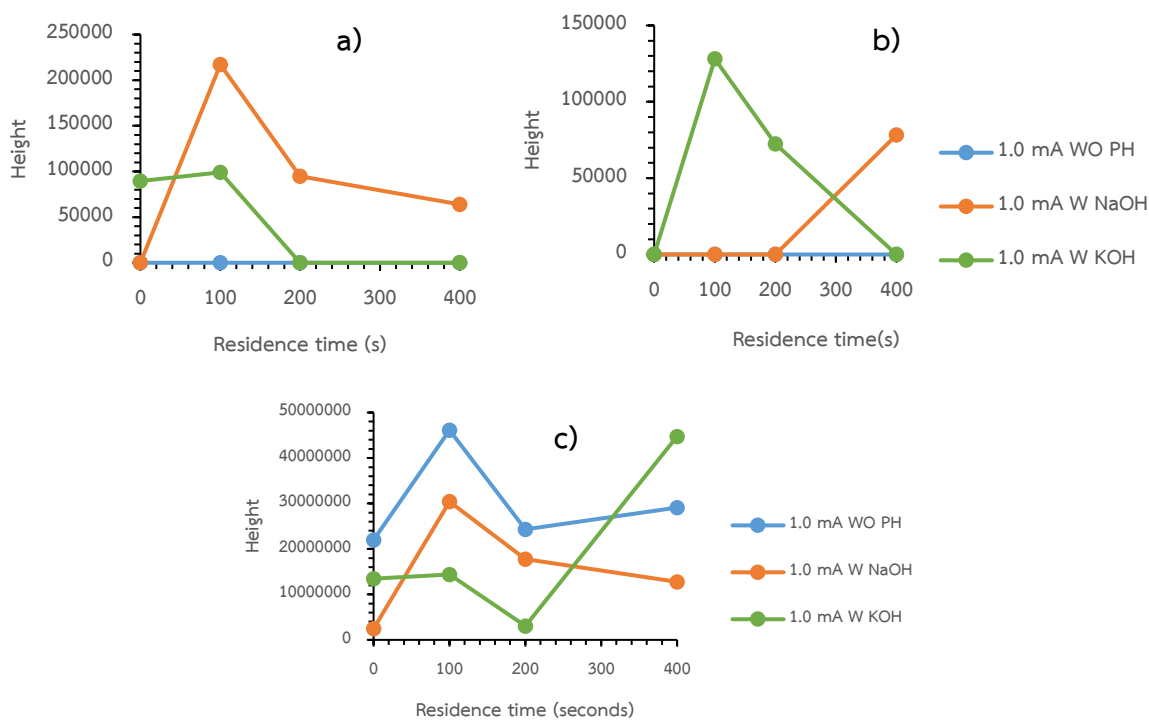 a)
250000
200000
150000
100000
50000
0
Height
0 100 200 300 400
Residence time (s)
b)
150000
100000
50000
0
Height
0 100 200 300 400
Residence time(s)
1.0 mA WO PH
1.0 mA W NaOH
1.0 mA W KOH
c)
50000000
40000000
30000000
20000000
10000000
0
Height
0 100 200 300 400
Residence time (seconds)
1.0 mA WO PH
1.0 mA W NaOH
1.0 mA W KOH